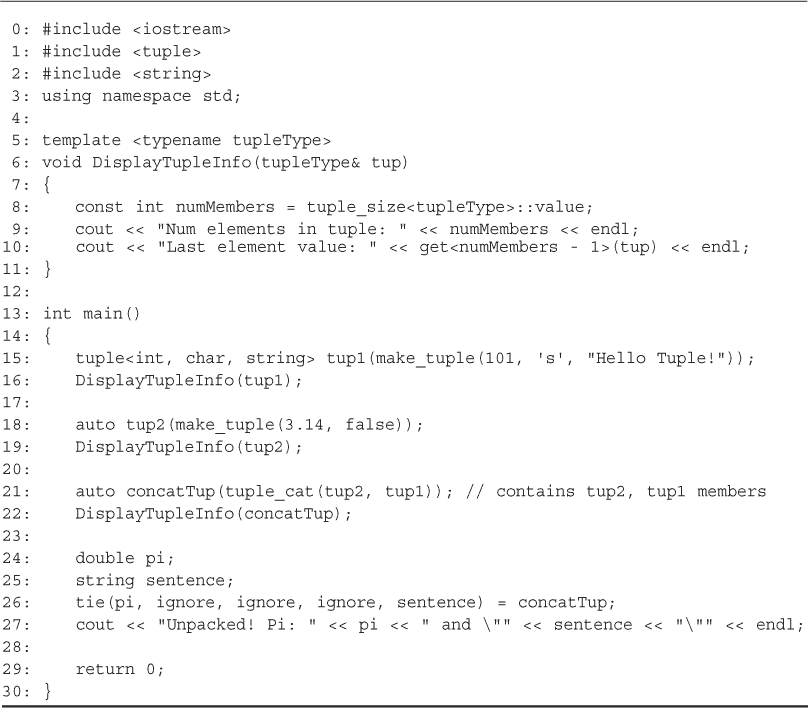 0: #include <iostream>
1: #include <tuple>
2: #include <string>
3: using namespace std;
4:
5: template <typename tupleType>
6: void DisplayTupleInfo(tupleType& tup)
7: {
8:    const int numMembers = tuple_size<tupleType>::value;
9:    cout << "Num elements in tuple: " << numMembers << endl;
10:    cout << "Last element value: " << get<numMembers - 1>(tup) << endl;
11: }
12:
13: int main()
14: {
15:    tuple<int, char, string> tup1(make_tuple(101, 's', "Hello Tuple!"));
16:    DisplayTupleInfo(tup1);
17:
18:    auto tup2(make_tuple(3.14, false));
19:    DisplayTupleInfo(tup2);
20:
21:    auto concatTup(tuple_cat(tup2, tup1)); // contains tup2, tup1 members
22:    DisplayTupleInfo(concatTup);
23:
24:    double pi;
25:    string sentence;
26:    tie(pi, ignore, ignore, ignore, sentence) = concatTup;
27:    cout << "Unpacked! Pi: " << pi << " and \"" << sentence << "\"" << endl;
28:
29:    return 0;
30: }